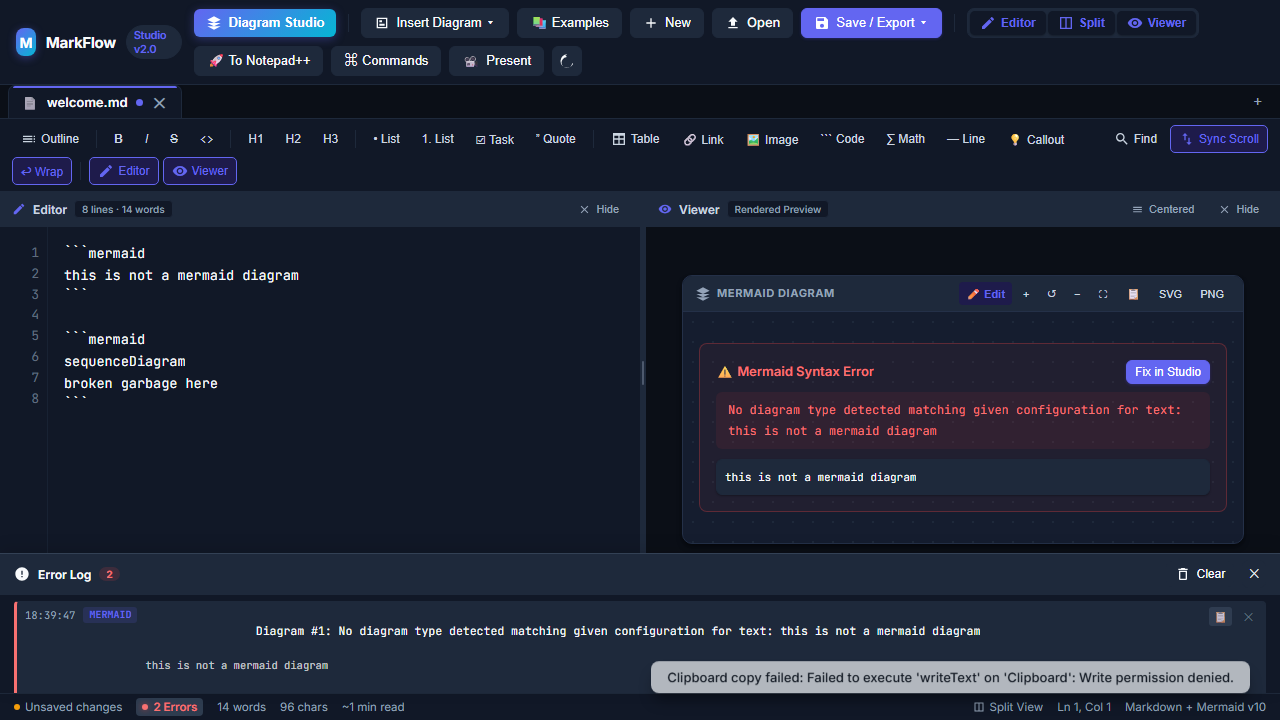 M MarkFlow Studio v2.0
Diagram Studio Insert Diagram Examples + New Open Save / Export Editor Split Viewer
To Notepad++ ⌘ Commands Present
welcome.md ● ✕ +
Outline B I S <> H1 H2 H3 • List 1. List ☑ Task " Quote Table Link Image ``` Code ∑ Math — Line Callout Find Sync Scroll
↩ Wrap Editor Viewer
Editor 8 lines · 14 words ✕ Hide
1 ```mermaid
2 this is not a mermaid diagram
3 ```
4
5 ```mermaid
6 sequenceDiagram
7 broken garbage here
8 ```
Viewer Rendered Preview Centered ✕ Hide
MERMAID DIAGRAM Edit + ↺ − ⛶ SVG PNG
⚠ Mermaid Syntax Error Fix in Studio
No diagram type detected matching given configuration for text:
this is not a mermaid diagram
this is not a mermaid diagram
Error Log 2 Clear ✕
18:39:47 MERMAID
Diagram #1: No diagram type detected matching given configuration for text: this is not a mermaid diagram
this is not a mermaid diagram
Clipboard copy failed: Failed to execute 'writeText' on 'Clipboard': Write permission denied.
Unsaved changes 2 Errors 14 words 96 chars ~1 min read Split View Ln 1, Col 1 Markdown + Mermaid v10